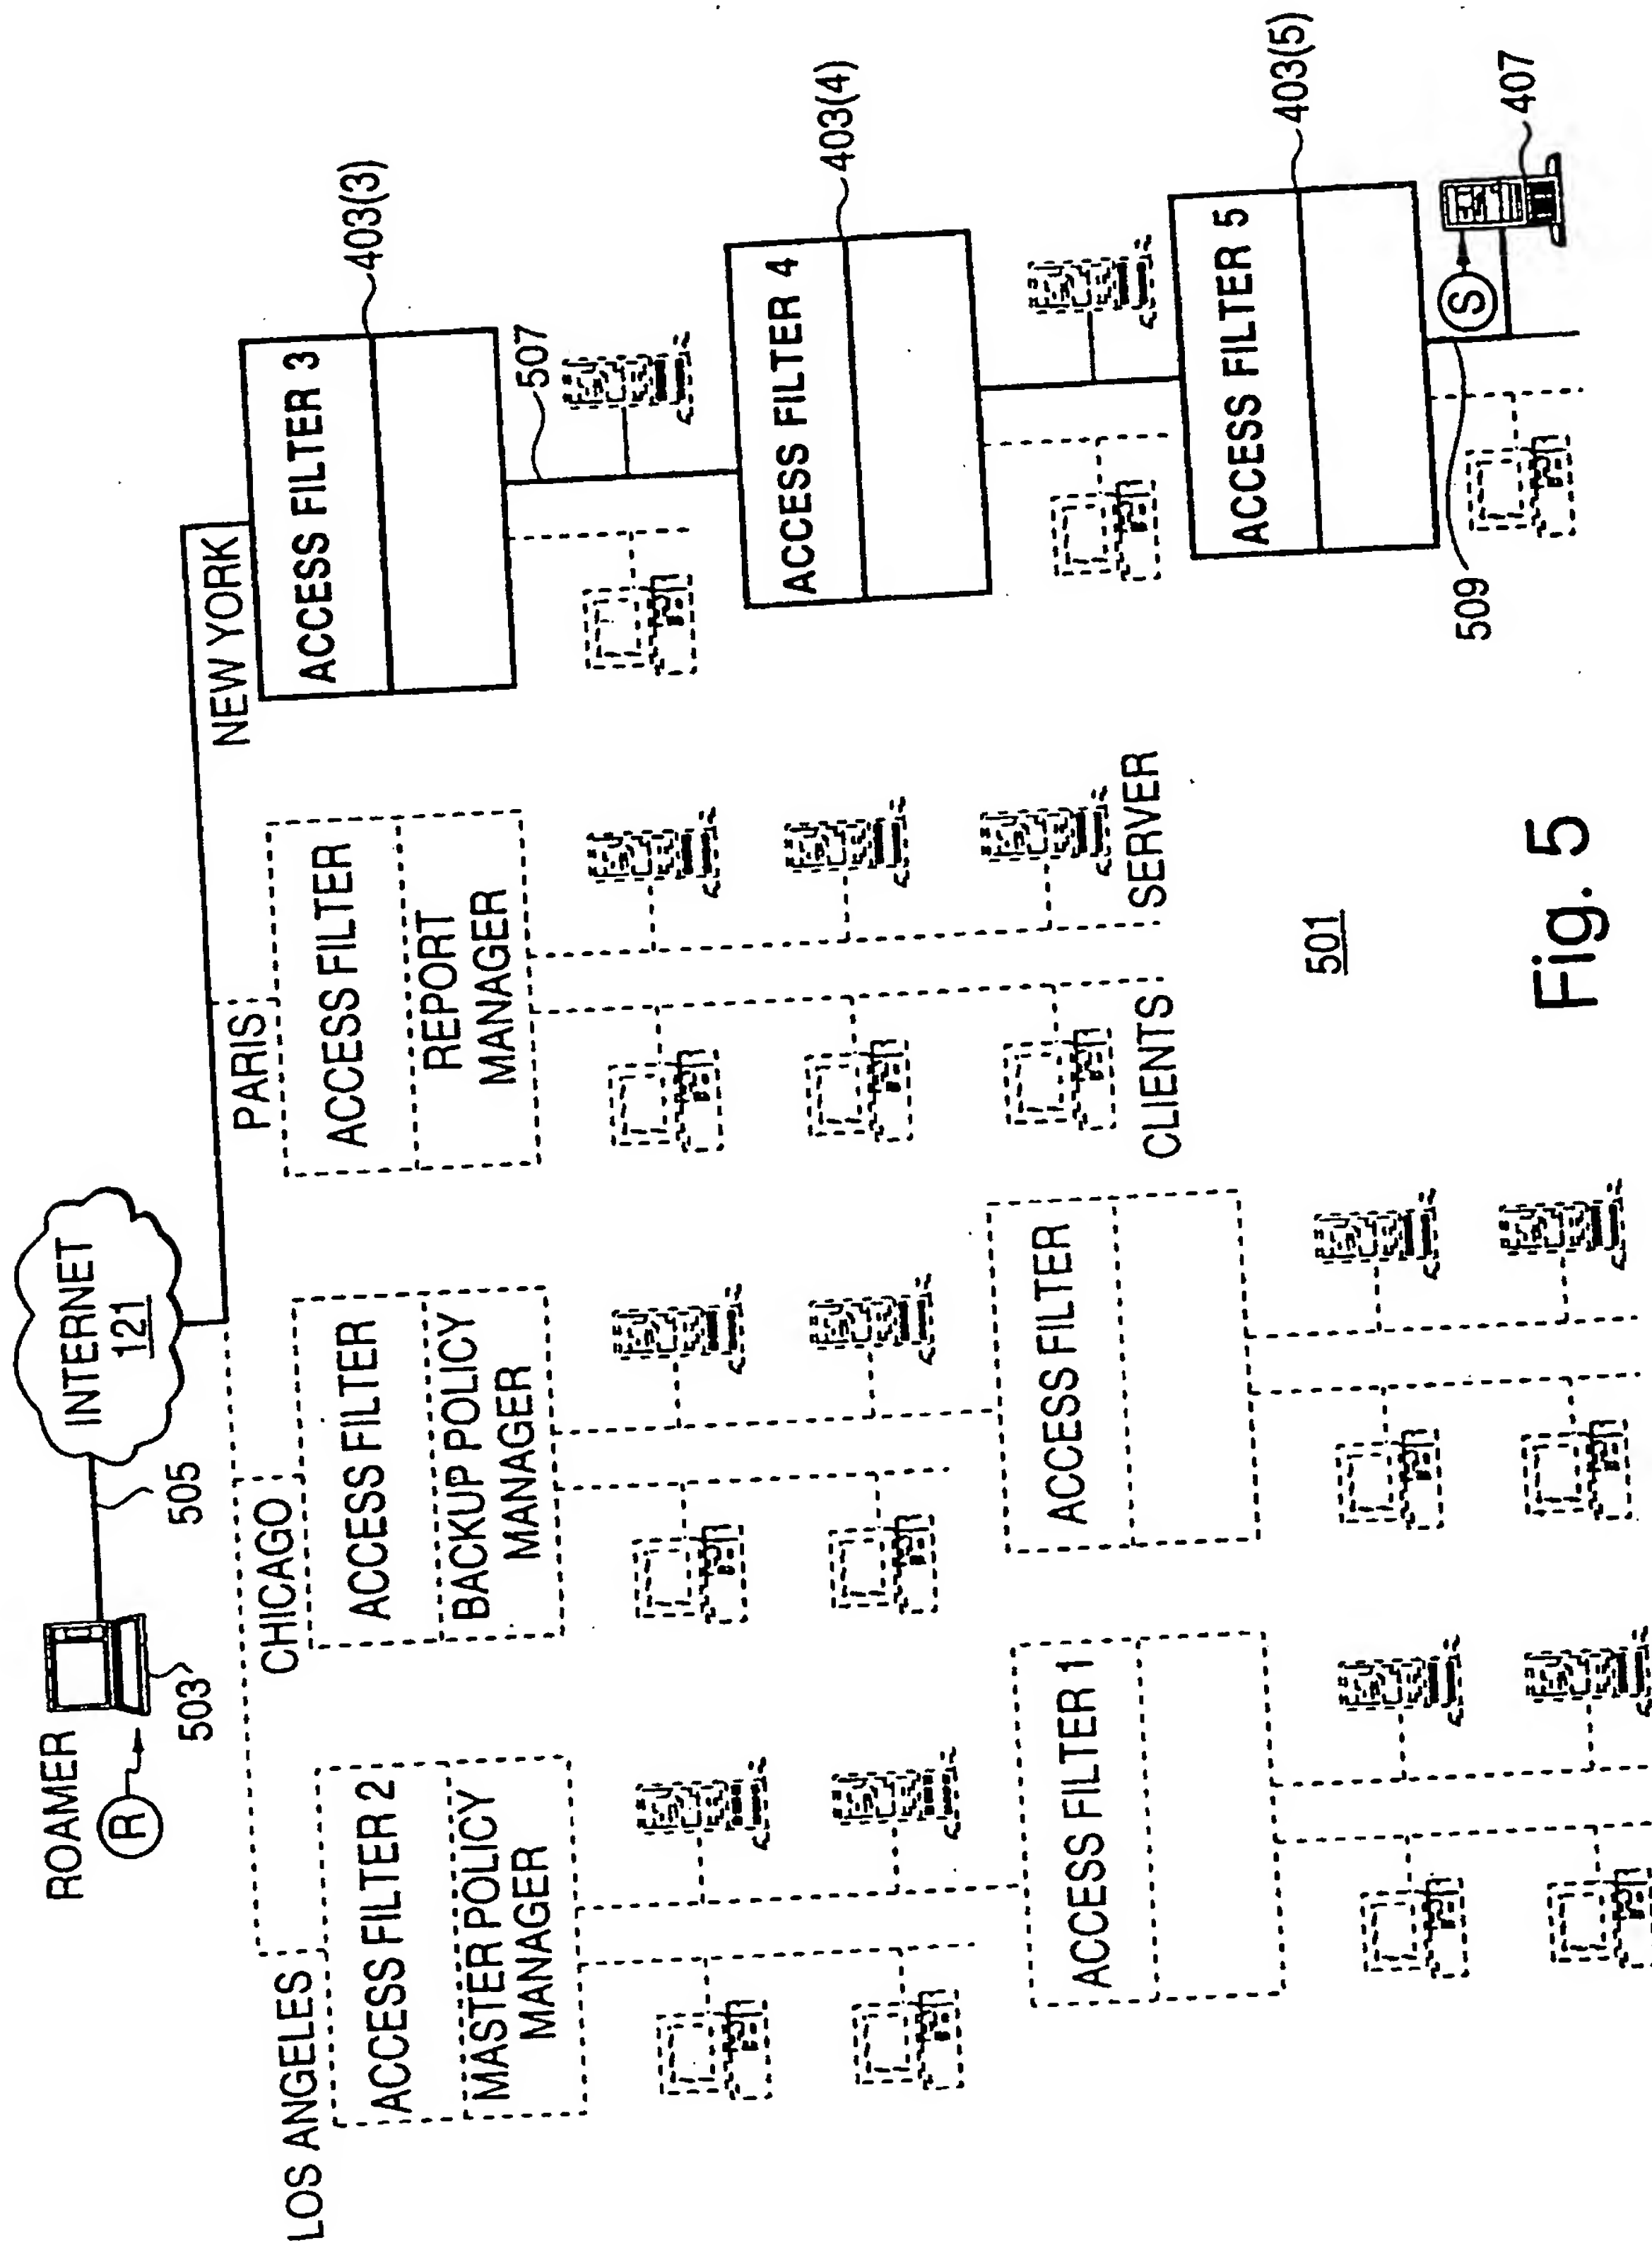 ROAMER
R
503
505
INTERNET
121
LOS ANGELES
CHICAGO
PARIS
NEW YORK
ACCESS FILTER 2
MASTER POLICY
MANAGER
ACCESS FILTER
BACKUP POLICY
MANAGER
ACCESS FILTER
REPORT
MANAGER
ACCESS FILTER 3
403(3)
507
ACCESS FILTER 4
403(4)
ACCESS FILTER 1
ACCESS FILTER
CLIENTS
SERVER
ACCESS FILTER 5
403(5)
509
S
407
501
Fig. 5